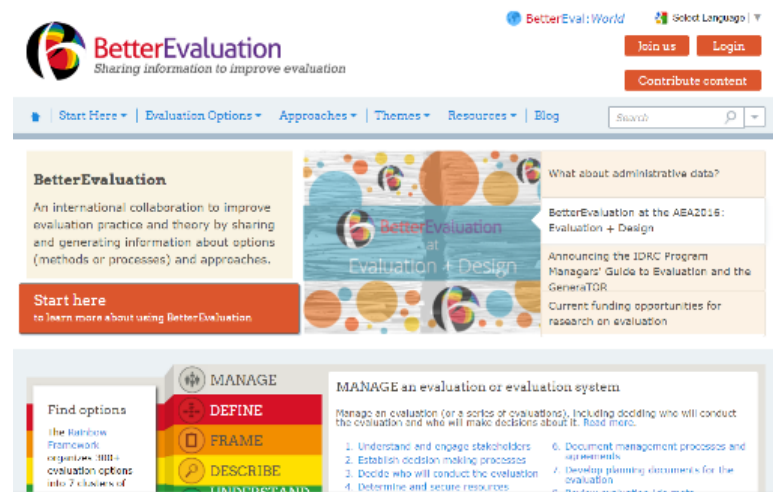 BetterEval: World
Select Language
BetterEvaluation
Sharing information to improve evaluation
Join us
Login
Contribute content
Start Here
Evaluation Options
Approaches
Themes
Resources
Blog
Search
BetterEvaluation
An international collaboration to improve
evaluation practice and theory by sharing
and generating information about options
(methods or processes) and approaches.
Start here
to learn more about using BetterEvaluation
BetterEvaluation
at
Evaluation + Design
What about administrative data?
BetterEvaluation at the AEA2016:
Evaluation + Design
Announcing the IDRC Program
Managers' Guide to Evaluation and the
GeneraTOR
Current funding opportunities for
research on evaluation
Find options
The Rainbow
Framework
organizes 300+
evaluation options
into 7 clusters of
MANAGE
DEFINE
FRAME
DESCRIBE
UNDERSTAND
MANAGE an evaluation or evaluation system
Manage an evaluation (or a series of evaluations), including deciding who will conduct
the evaluation and who will make decisions about it. Read more.
1. Understand and engage stakeholders
2. Establish decision making processes
3. Decide who will conduct the evaluation
4. Determine and secure resources
6. Document management processes and
agreements
7. Develop planning documents for the
evaluation